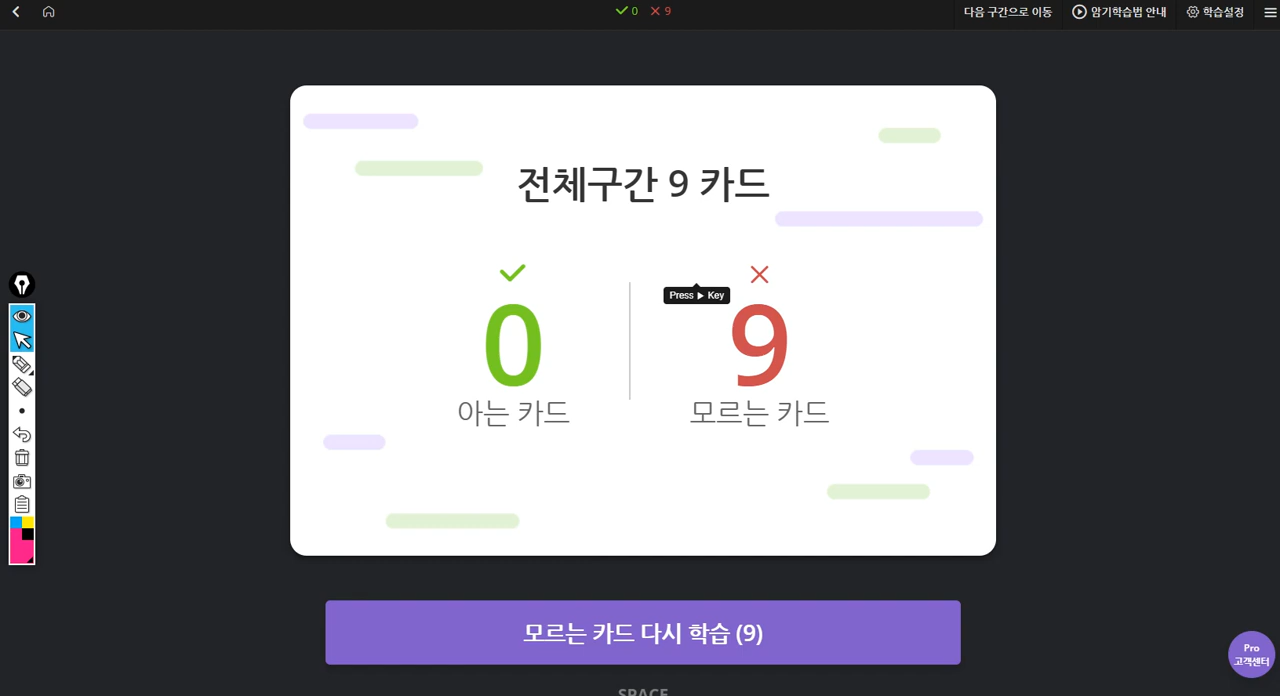 0 9 다음 구간으로 이동 암기학습법 안내 학습설정
전체구간 9 카드
Press ▶ Key
0 9
아는 카드 모르는 카드
모르는 카드 다시 학습 (9)
Pro
고객센터
SPACE